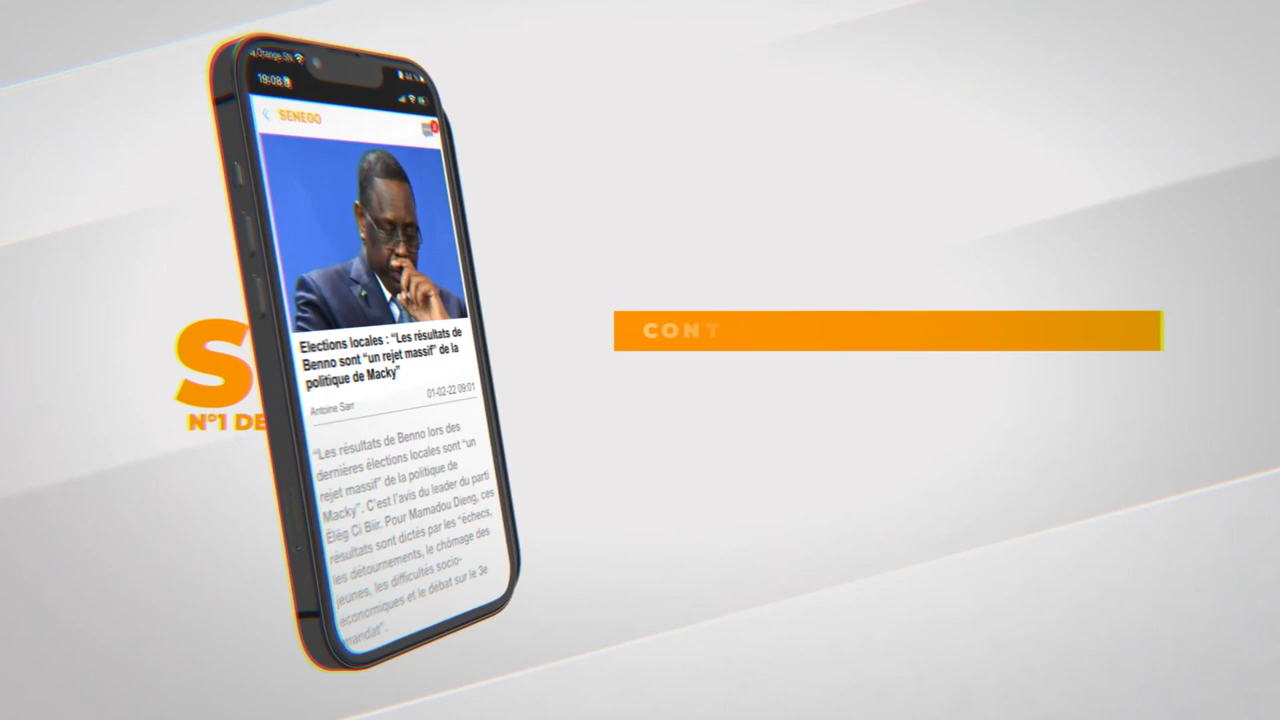 Orange SN
19:08
SENEGO
Elections locales : “Les résultats de
Benno sont “un rejet massif” de la
politique de Macky”
Antoine Sarr
01-02-22 09:01
“Les résultats de Benno lors des
dernières élections locales sont “un
rejet massif” de la politique de
Macky”. C’est l’avis du leader du parti
Ëlëg Ci Biir. Pour Mamadou Dieng, ces
résultats sont dictés par les “échecs,
les détournements, le chômage des
jeunes, les difficultés socio-
économiques et le débat sur le 3e
mandat”.
S
N°1 DE
CONT